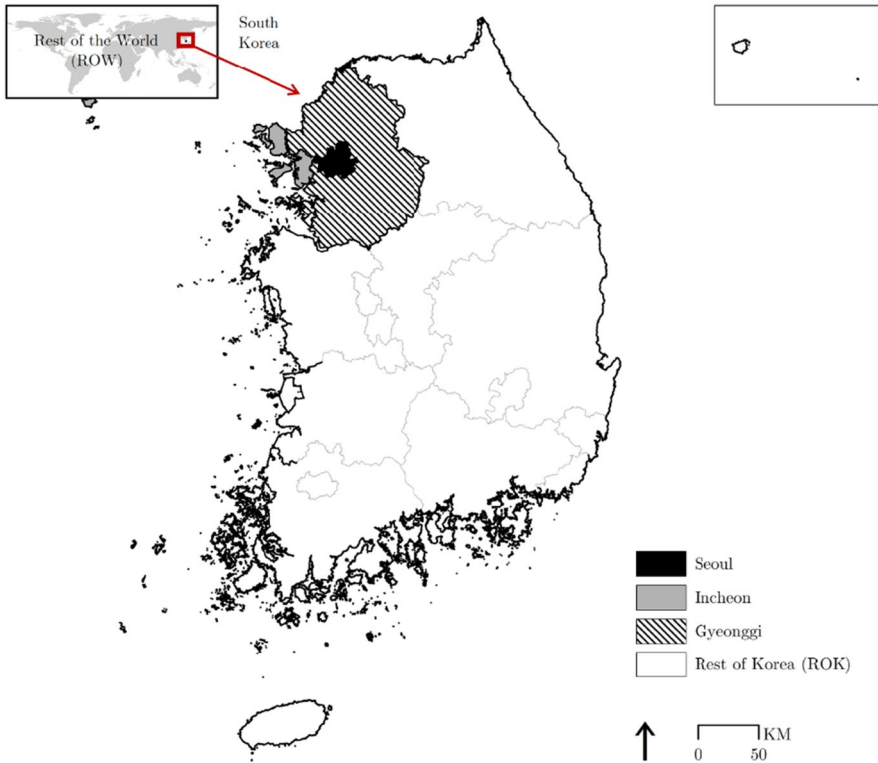 Rest of the World
(ROW)
South
Korea
Seoul
Incheon
Gyeonggi
Rest of Korea (ROK)
KM
0 50